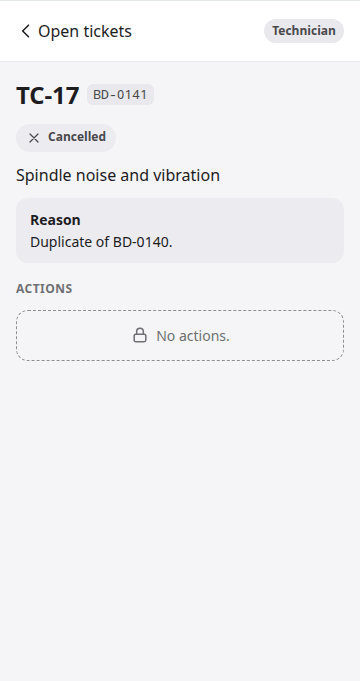 Open tickets
Technician
TC-17 BD-0141
Cancelled
Spindle noise and vibration
Reason
Duplicate of BD-0140.
ACTIONS
No actions.